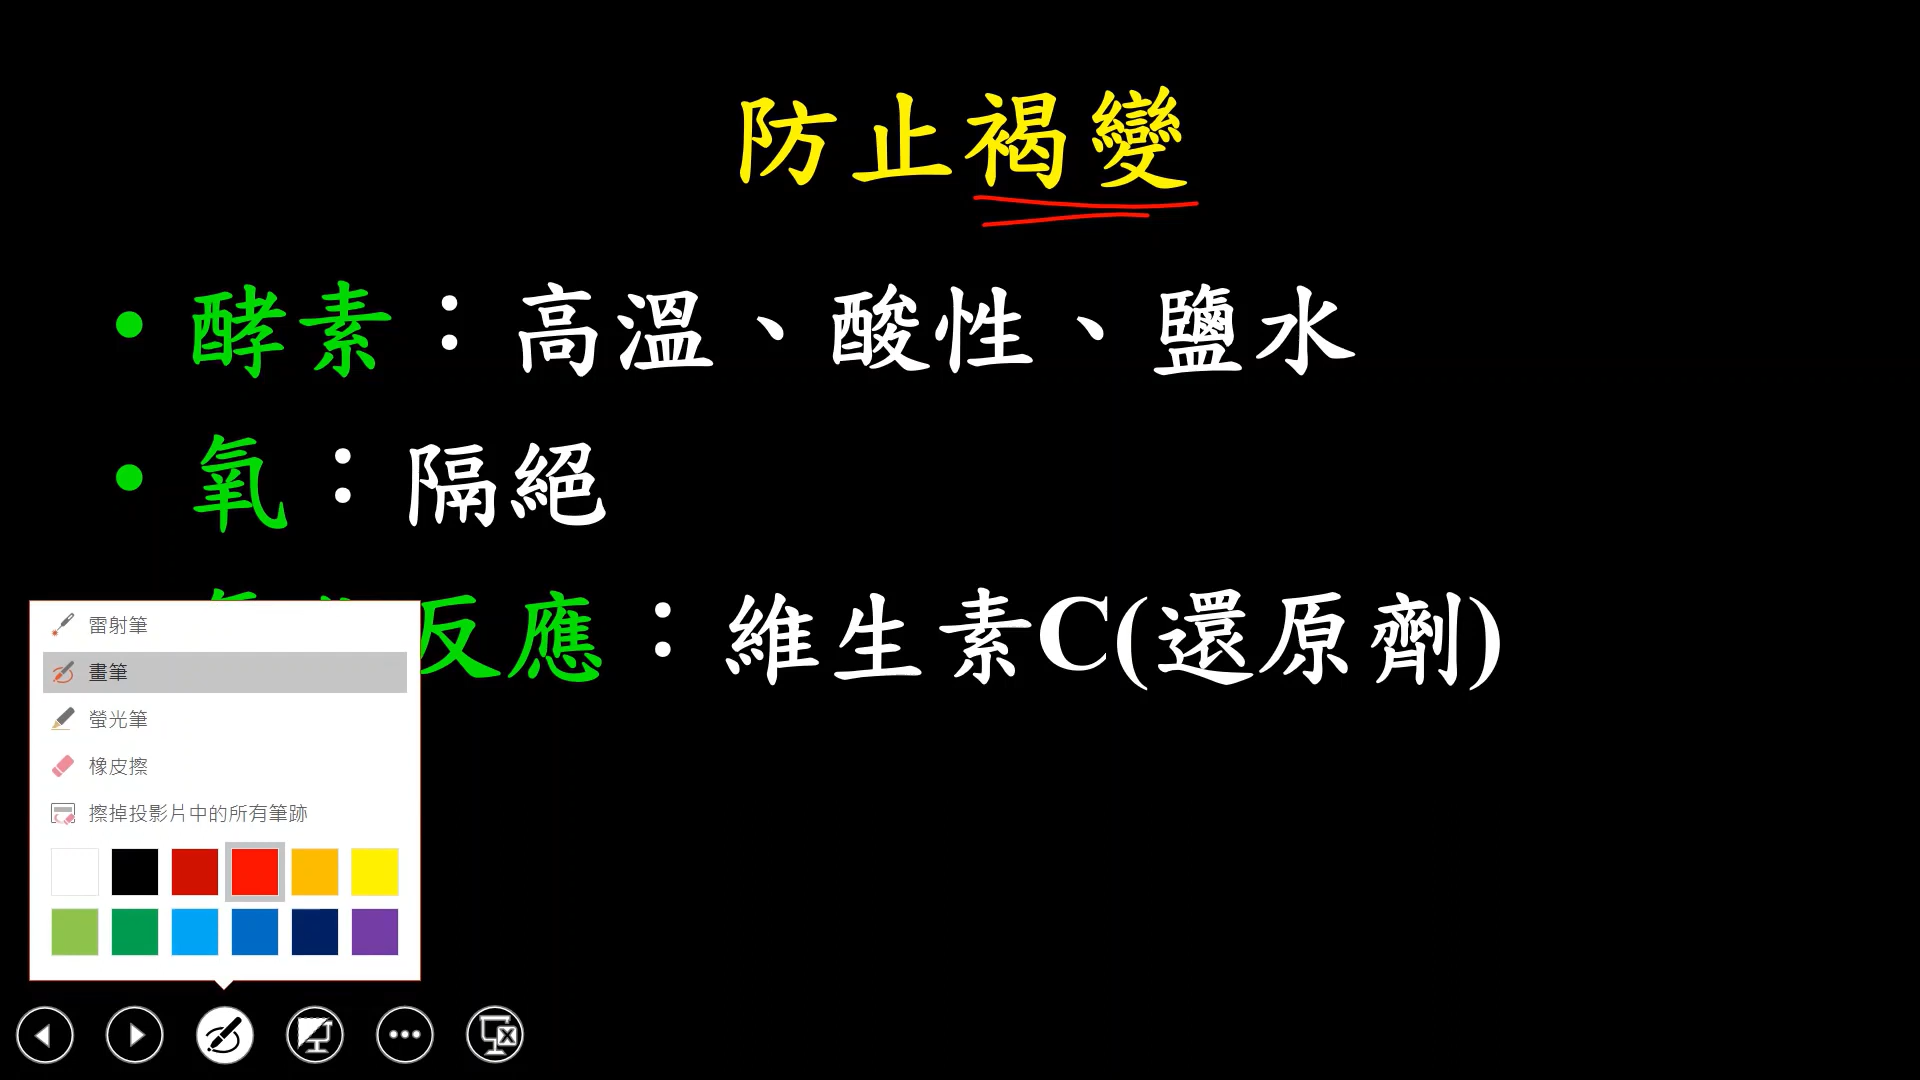 防止褐變
• 酵素：高溫、酸性、鹽水
• 氧：隔絕
反應：維生素C(還原劑)
雷射筆
畫筆
螢光筆
橡皮擦
擦掉投影片中的所有筆跡